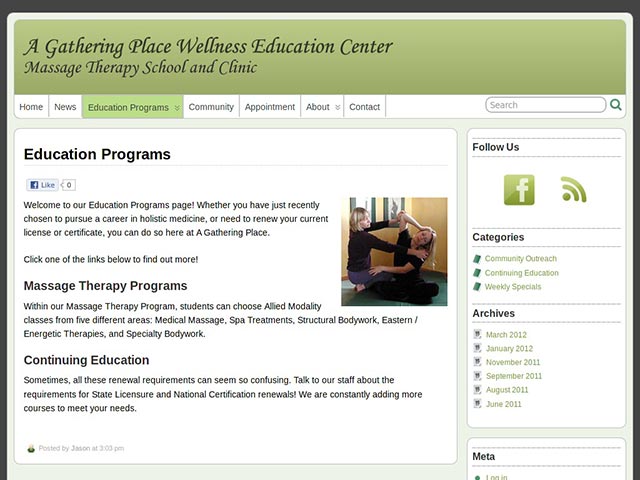 A Gathering Place Wellness Education Center
Massage Therapy School and Clinic
Home
News
Education Programs
Community
Appointment
About
Contact
Search
Education Programs
Like
0
Welcome to our Education Programs page! Whether you have just recently
chosen to pursue a career in holistic medicine, or need to renew your current
license or certificate, you can do so here at A Gathering Place.
Click one of the links below to find out more!
Massage Therapy Programs
Within our Massage Therapy Program, students can choose Allied Modality
classes from five different areas: Medical Massage, Spa Treatments, Structural Bodywork, Eastern /
Energetic Therapies, and Specialty Bodywork.
Continuing Education
Sometimes, all these renewal requirements can seem so confusing. Talk to our staff about the
requirements for State Licensure and National Certification renewals! We are constantly adding more
courses to meet your needs.
Posted by Jason at 3:03 pm
Follow Us
Categories
Community Outreach
Continuing Education
Weekly Specials
Archives
March 2012
January 2012
November 2011
September 2011
August 2011
June 2011
Meta
Log in